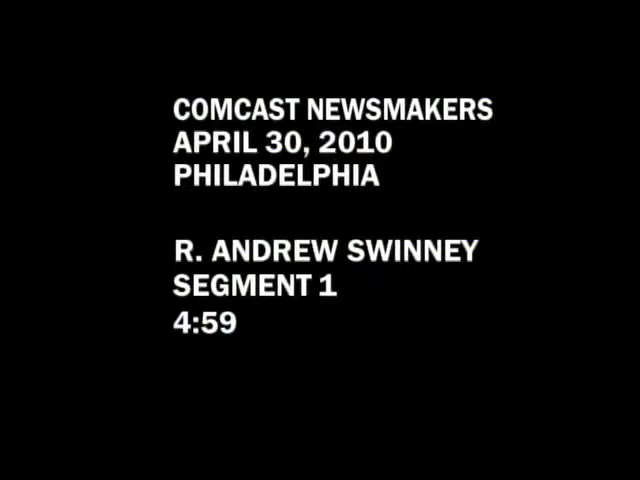 COMCAST NEWSMAKERS
APRIL 30, 2010
PHILADELPHIA
R. ANDREW SWINNEY
SEGMENT 1
4:59